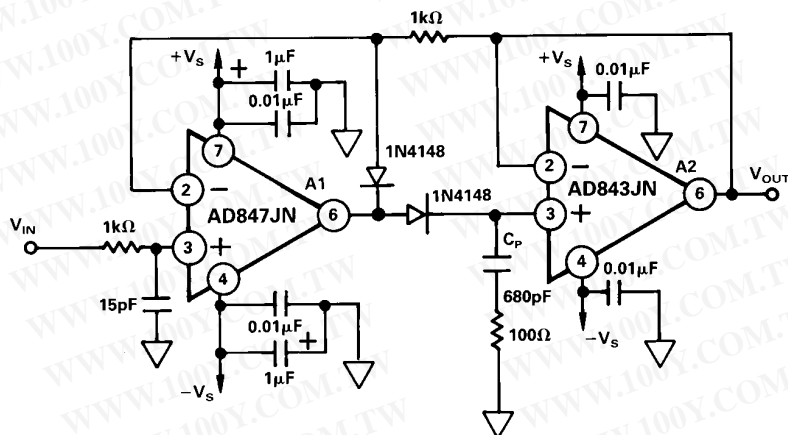 1kΩ
+VS
+
1µF
0.01µF
+VS
0.01µF
7
7
1N4148
2
−
A1
1N4148
2
−
A2
AD847JN
6
AD843JN
6
VOUT
VIN
1kΩ
3
+
3
+
CP
4
4
15pF
680pF
0.01µF
0.01µF
+
100Ω
−VS
1µF
−VS
WWW.100Y.COM.TW